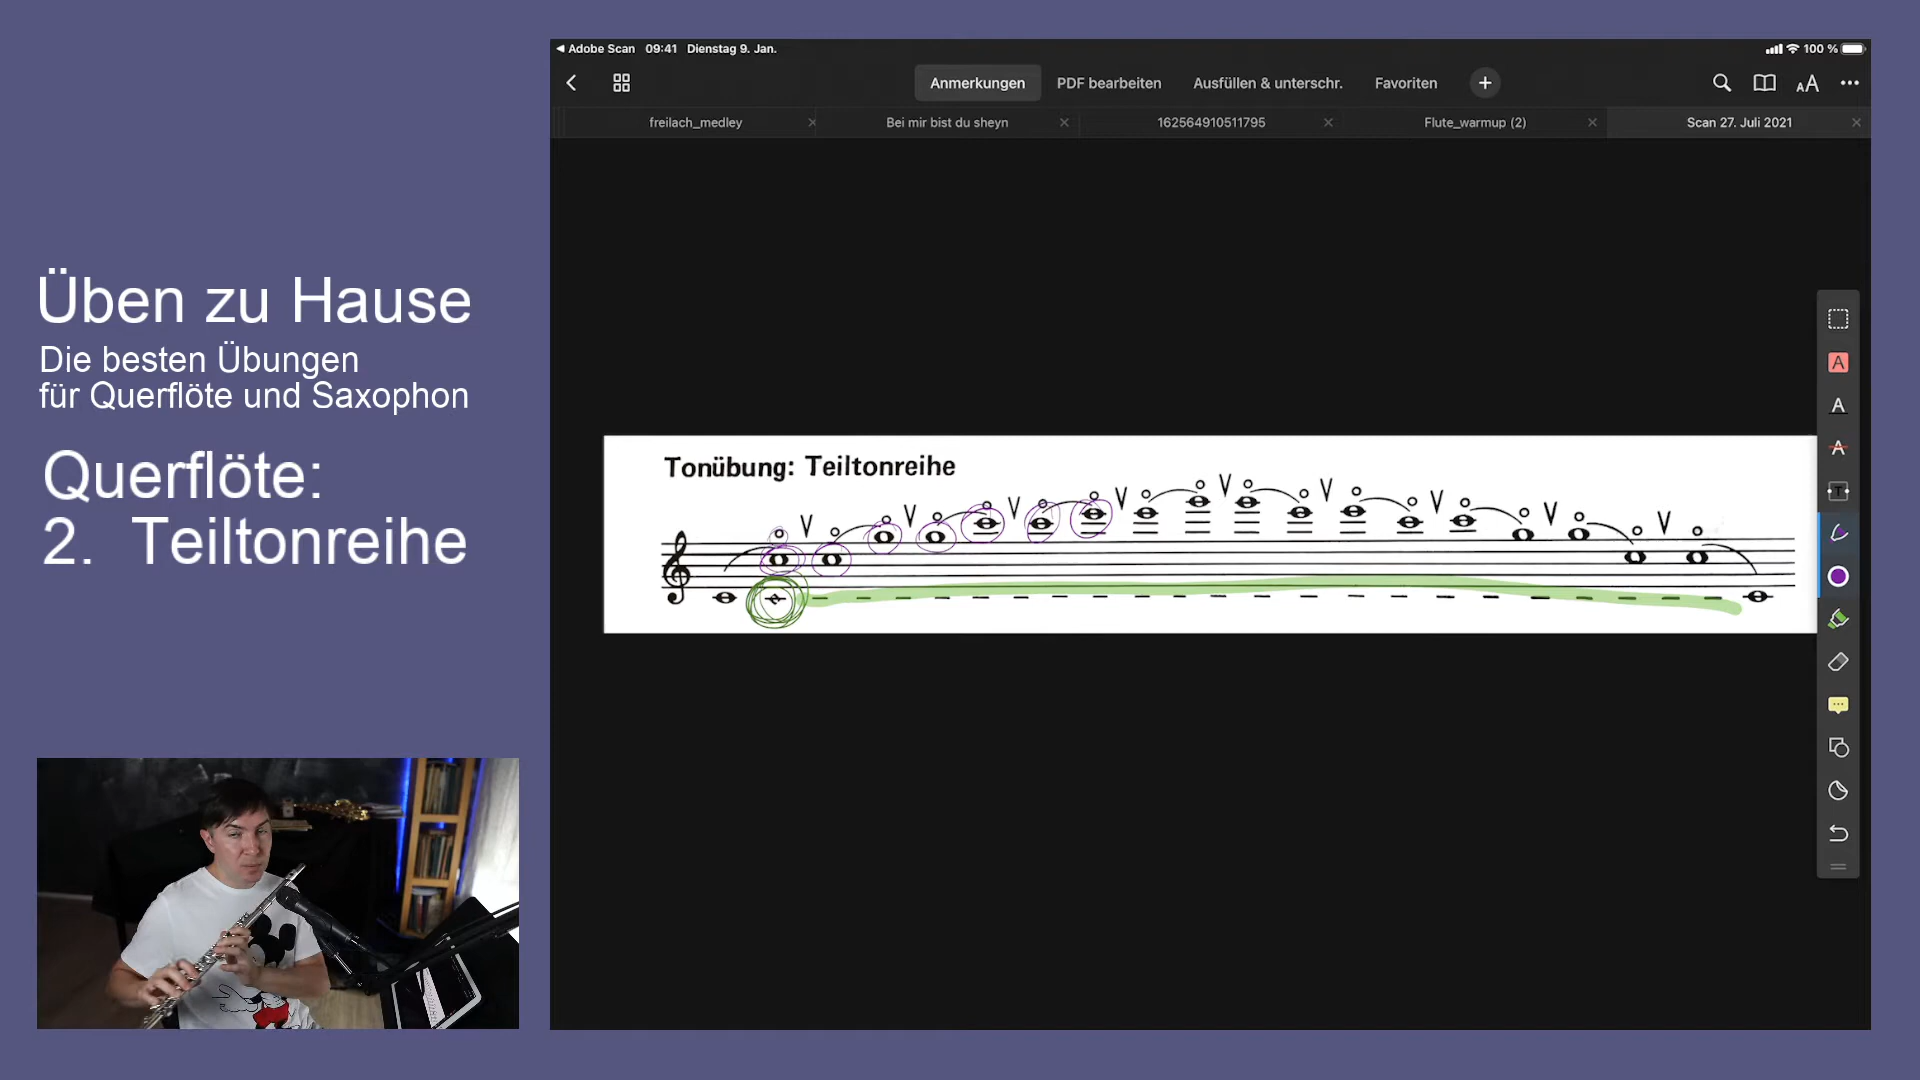 Üben zu Hause
Die besten Übungen
für Querflöte und Saxophon
Querflöte:
2. Teiltonreihe
Adobe Scan 09:41 Dienstag 9. Jan.
100 %
Anmerkungen PDF bearbeiten Ausfüllen & unterschr. Favoriten
AA
freilach_medley Bei mir bist du sheyn 162564910511795 Flute_warmup (2) Scan 27. Juli 2021
Tonübung: Teiltonreihe
A
A
A
T